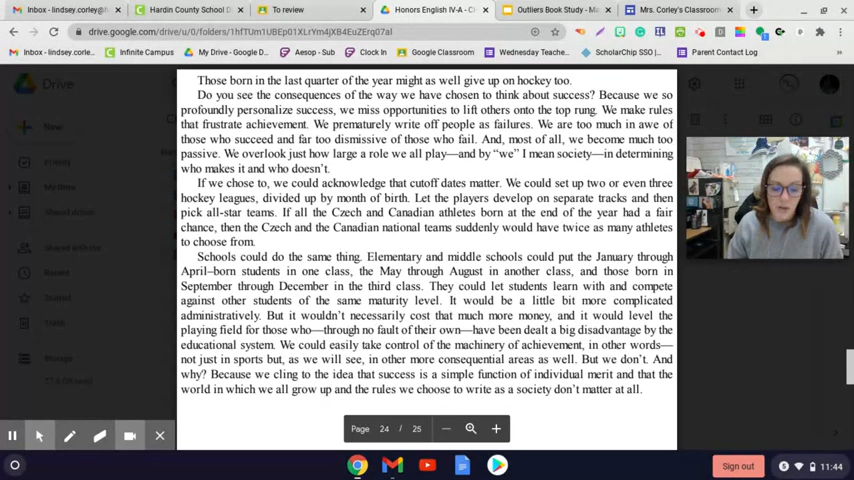 Inbox - lindsey.corley@h
Hardin County School D
To review
Honors English IV-A - C
Outliers Book Study - Ma
Mrs. Corley's Classroom
drive.google.com/drive/u/0/folders/1hfTUm1UBEp01XLrYmJXB4EuZErq07al
Inbox - lindsey.corley...
Infinite Campus
My Drive - Google D...
Aesop - Sub
Clock In
Google Classroom
Wednesday Teache...
ScholarChip SSO |...
Parent Contact Log
Drive
New
Priority
My Drive
Shared drives
Shared with me
Recent
Starred
Trash
Storage
Those born in the last quarter of the year might as well give up on hockey too.
Do you see the consequences of the way we have chosen to think about success? Because we so
profoundly personalize success, we miss opportunities to lift others onto the top rung. We make rules
that frustrate achievement. We prematurely write off people as failures. We are too much in awe of
those who succeed and far too dismissive of those who fail. And, most of all, we become much too
passive. We overlook just how large a role we all play—and by “we” I mean society—in determining
who makes it and who doesn’t.
If we chose to, we could acknowledge that cutoff dates matter. We could set up two or even three
hockey leagues, divided up by month of birth. Let the players develop on separate tracks and then
pick all-star teams. If all the Czech and Canadian athletes born at the end of the year had a fair
chance, then the Czech and the Canadian national teams suddenly would have twice as many athletes
to choose from.
Schools could do the same thing. Elementary and middle schools could put the January through
April–born students in one class, the May through August in another class, and those born in
September through December in the third class. They could let students learn with and compete
against other students of the same maturity level. It would be a little bit more complicated
administratively. But it wouldn’t necessarily cost that much more money, and it would level the
playing field for those who—through no fault of their own—have been dealt a big disadvantage by the
educational system. We could easily take control of the machinery of achievement, in other words—
not just in sports but, as we will see, in other more consequential areas as well. But we don’t. And
why? Because we cling to the idea that success is a simple function of individual merit and that the
world in which we all grow up and the rules we choose to write as a society don’t matter at all.
Page 24 / 25
Sign out
11:44